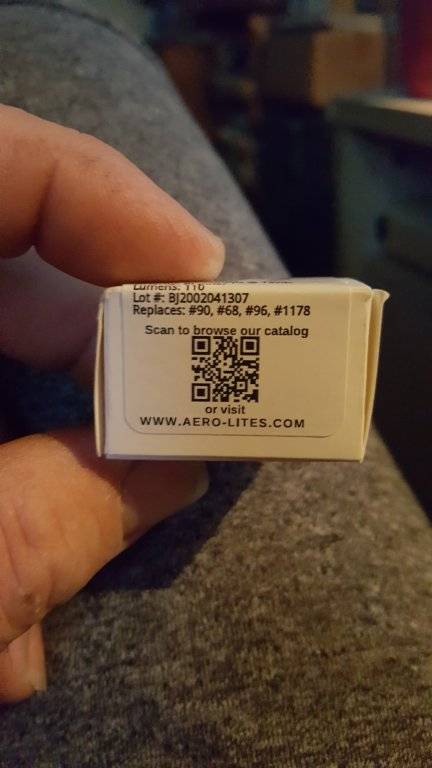 Lumens: 116
Lot #: BJ2002041307
Replaces: #90, #68, #96, #1178
Scan to browse our catalog
or visit
WWW.AERO-LITES.COM